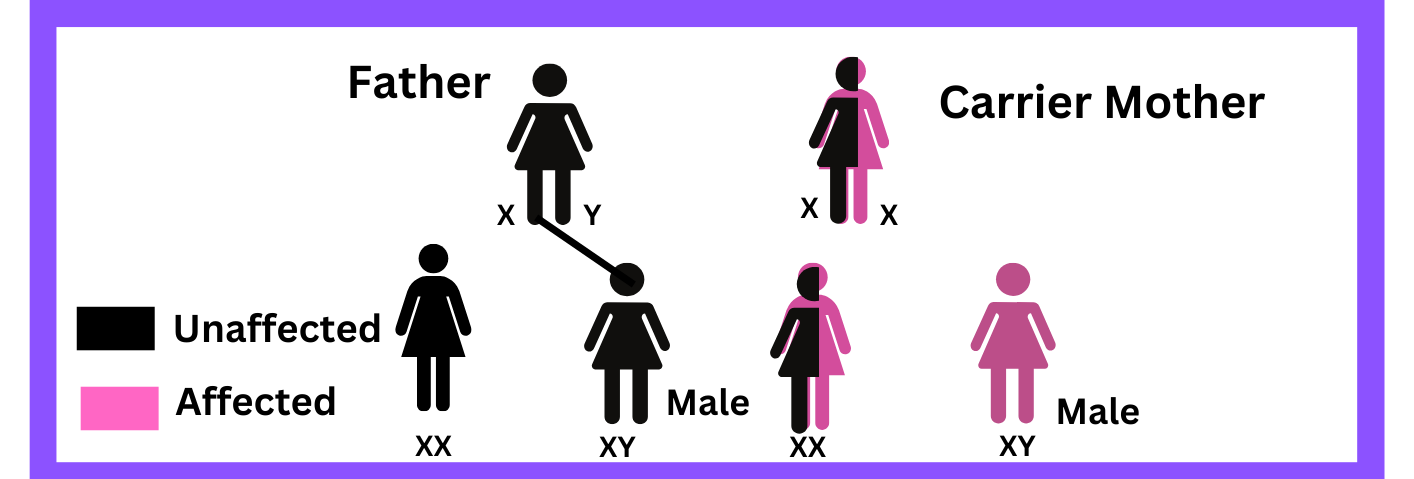 Father
Carrier Mother
X Y
X X
Unaffected
Affected
Male
Male
XX
XY
XX
XY